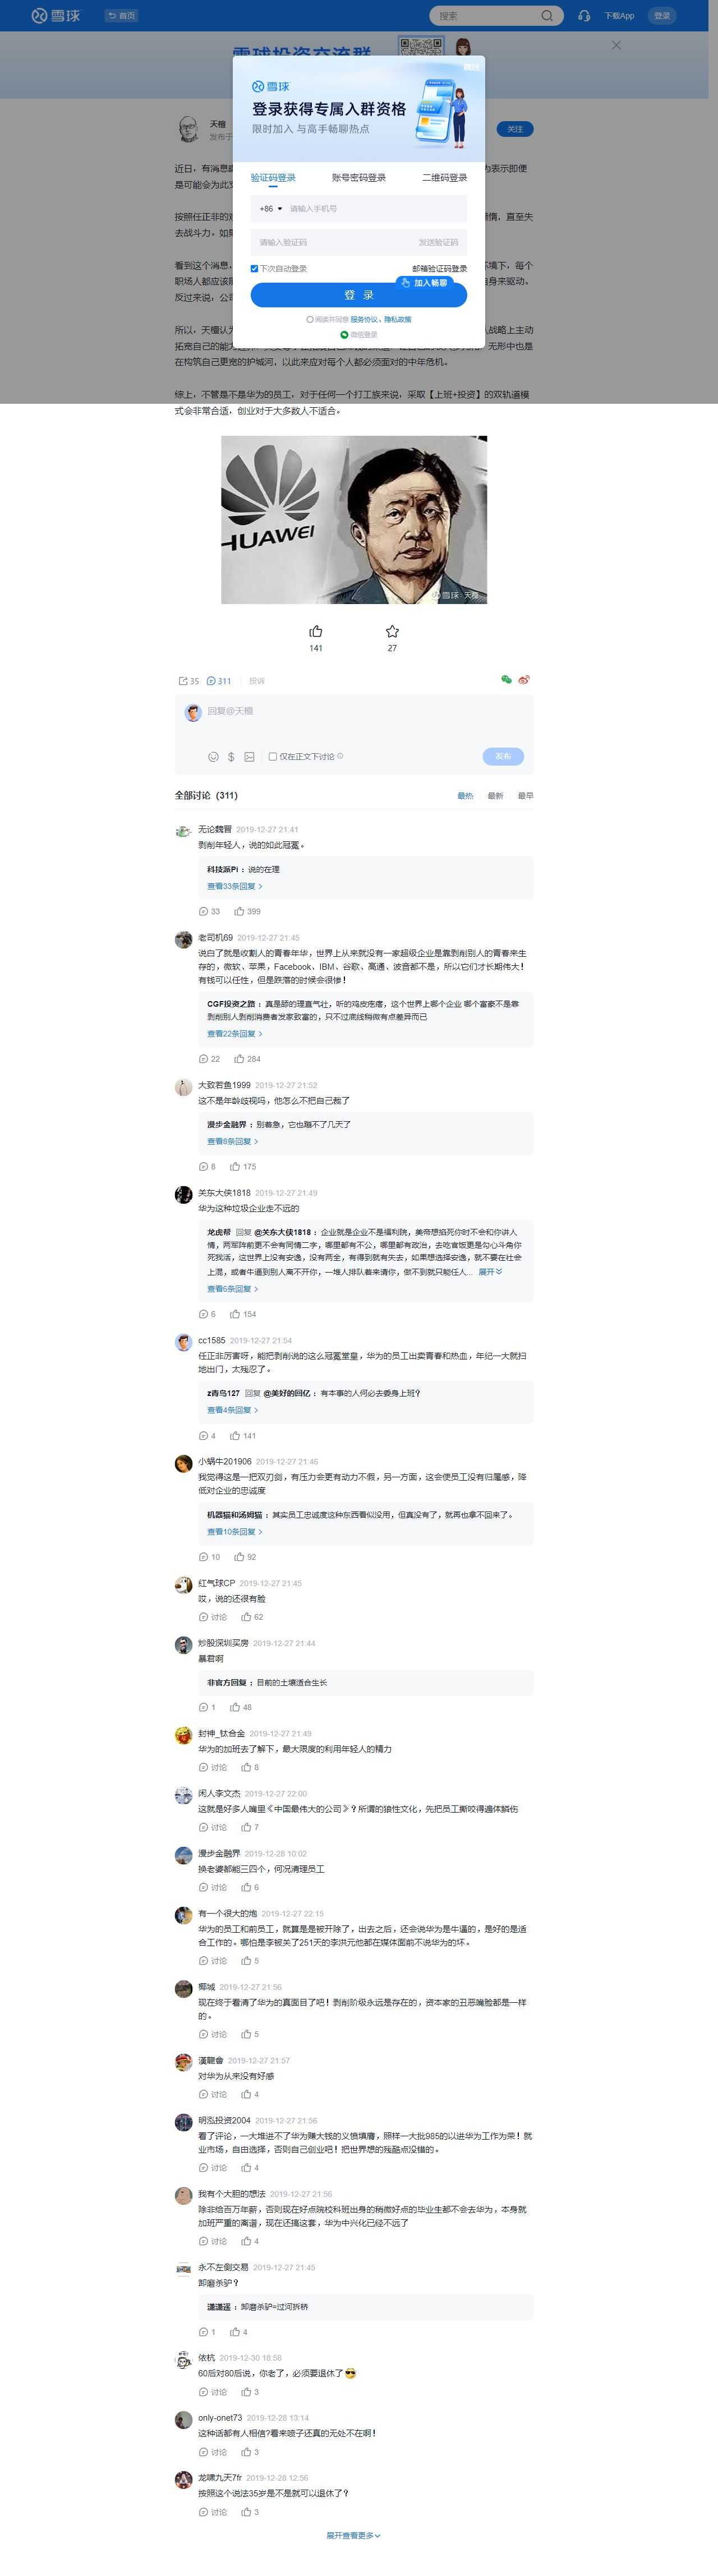 雪球
首页
搜索
下载App
登录
雪球投资交流群
雪球
登录获得专属入群资格
限时加入 与高手畅聊热点
天檀
发布于
关注
验证码登录
账号密码登录
二维码登录
+86
请输入手机号
请输入验证码
发送验证码
下次自动登录
邮箱验证码登录
加入畅聊
登 录
阅读并同意 服务协议、隐私政策
微信登录
近日，有消息
为表示即便
是可能会为此
按照任正非的
惰情，直至失
去战斗力，如
看到这个消息，
环境下，每个
职场人都应该
自身来驱动。
反过来说，公
所以，天檀认为
战略上主动
拓宽自己的能
无形中也是
在构筑自己更宽的护城河，以此来应对每个人都必须面对的中年危机。
综上，不管是不是华为的员工，对于任何一个打工族来说，采取【上班+投资】的双轨道模
式会非常合适，创业对于大多数人不适合。
HUAWEI
雪球：天檀
141
27
35
311
投诉
回复@天檀
仅在正文下讨论
发布
全部讨论（311）
最热
最新
最早
无论魏晋 2019-12-27 21:41
剥削年轻人，说的如此冠冕。
科技派Pi：说的在理
查看33条回复
33
399
老司机69 2019-12-27 21:45
说白了就是收割人的青春年华，世界上从来就没有一家超级企业是靠剥削别人的青春来生
存的，微软、苹果，Facebook、IBM、谷歌、高通、波音都不是，所以它们才长期伟大！
有钱可以任性，但是跌落的时候会很惨！
CGF投资之路：真是舔的理直气壮，听的鸡皮疙瘩，这个世界上哪个企业 哪个富豪不是靠
剥削别人剥削消费者发家致富的，只不过底线稍微有点差异而已
查看22条回复
22
284
大致若鱼1999 2019-12-27 21:52
这不是年龄歧视吗，他怎么不把自己裁了
漫步金融界：别着急，它也蹦不了几天了
查看8条回复
8
175
关东大侠1818 2019-12-27 21:49
华为这种垃圾企业走不远的
龙虎帮 回复 @关东大侠1818：企业就是企业不是福利院，美帝想掐死你时不会和你讲人
情，两军阵前更不会有同情二字，哪里都有不公，哪里都有政治，去吃官饭更是勾心斗角你
死我活，这世界上没有安逸，没有两全，有得到就有失去，如果想选择安逸，就不要在社会
上混，或者牛逼到别人离不开你，一堆人排队着来请你，做不到就只能任人... 展开
查看6条回复
6
154
cc1585 2019-12-27 21:54
任正非厉害呀，能把剥削说的这么冠冕堂皇，华为的员工出卖青春和热血，年纪一大就扫
地出门，太残忍了。
z青鸟127 回复 @美好的回亿：有本事的人何必去委身上班？
查看4条回复
4
141
小蜗牛201906 2019-12-27 21:46
我觉得这是一把双刃剑，有压力会更有动力不假，另一方面，这会使员工没有归属感，降
低对企业的忠诚度
机器猫和汤姆猫：其实员工忠诚度这种东西看似没用，但真没有了，就再也拿不回来了。
查看10条回复
10
92
红气球CP 2019-12-27 21:45
哎，说的还很有脸
讨论
62
炒股深圳买房 2019-12-27 21:44
暴君啊
非官方回复：目前的土壤适合生长
1
48
封神_钛合金 2019-12-27 21:49
华为的加班去了解下，最大限度的利用年轻人的精力
讨论
8
闲人李文杰 2019-12-27 22:00
这就是好多人嘴里《中国最伟大的公司》？所谓的狼性文化，先把员工撕咬得遍体鳞伤
讨论
7
漫步金融界 2019-12-28 10:02
换老婆都能三四个，何况清理员工
讨论
6
有一个很大的炮 2019-12-27 22:15
华为的员工和前员工，就算是是被开除了，出去之后，还会说华为是牛逼的，是好的是适
合工作的。哪怕是李被关了251天的李洪元他都在媒体面前不说华为的坏。
讨论
5
椰城 2019-12-27 21:56
现在终于看清了华为的真面目了吧！剥削阶级永远是存在的，资本家的丑恶嘴脸都是一样
的。
讨论
5
漢聽會 2019-12-27 21:57
对华为从来没有好感
讨论
4
明泓投资2004 2019-12-27 21:56
看了评论，一大堆进不了华为赚大钱的义愤填膺，照样一大批985的以进华为工作为荣！就
业市场，自由选择，否则自己创业吧！把世界想的残酷点没错的。
讨论
4
我有个大胆的想法 2019-12-27 21:56
除非给百万年薪，否则现在好点院校科班出身的稍微好点的毕业生都不会去华为，本身就
加班严重的离谱，现在还搞这套，华为中兴化已经不远了
讨论
4
永不左侧交易 2019-12-27 21:45
卸磨杀驴？
潇潇遥：卸磨杀驴=过河拆桥
1
4
侬杭 2019-12-30 18:58
60后对80后说，你老了，必须要退休了
讨论
3
only-onet73 2019-12-28 13:14
这种话都有人相信?看来喷子还真的无处不在啊！
讨论
3
龙啸九天7fr 2019-12-28 12:56
按照这个说法35岁是不是就可以退休了？
讨论
3
展开查看更多